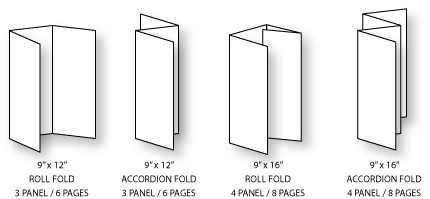 9” x 12”
ROLL FOLD
3 PANEL / 6 PAGES
9” x 12”
ACCORDION FOLD
3 PANEL / 6 PAGES
9” x 16”
ROLL FOLD
4 PANEL / 8 PAGES
9” x 16”
ACCORDION FOLD
4 PANEL / 8 PAGES